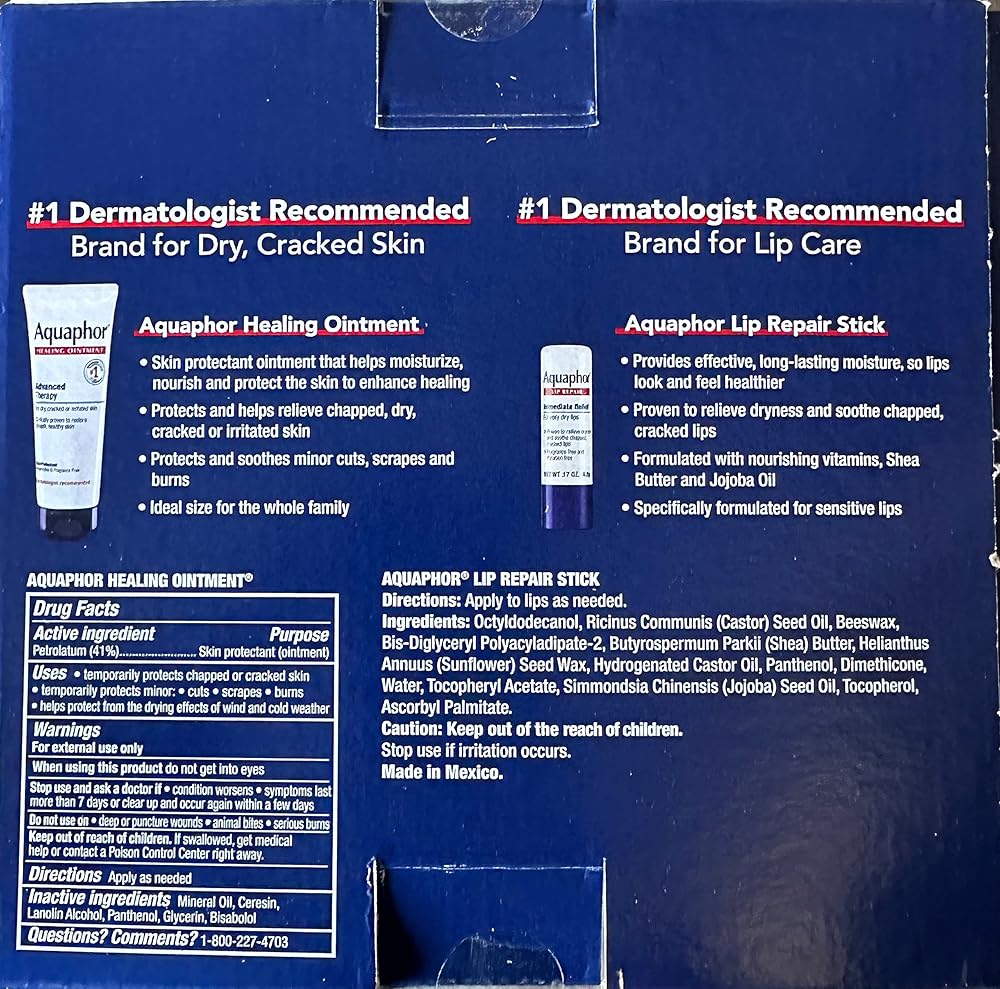 #1 Dermatologist Recommended
Brand for Dry, Cracked Skin
#1 Dermatologist Recommended
Brand for Lip Care
Aquaphor
HEALING OINTMENT
#1
Advanced
Therapy
Aquaphor Healing Ointment
• Skin protectant ointment that helps moisturize,
nourish and protect the skin to enhance healing
• Protects and helps relieve chapped, dry,
cracked or irritated skin
• Protects and soothes minor cuts, scrapes and
burns
• Ideal size for the whole family
Aquaphor
LIP REPAIR
Immediate Relief
NET WT .17 OZ.
Aquaphor Lip Repair Stick
• Provides effective, long-lasting moisture, so lips
look and feel healthier
• Proven to relieve dryness and soothe chapped,
cracked lips
• Formulated with nourishing vitamins, Shea
Butter and Jojoba Oil
• Specifically formulated for sensitive lips
AQUAPHOR HEALING OINTMENT®
Drug Facts
Active ingredient Purpose
Petrolatum (41%)........................ Skin protectant (ointment)
Uses • temporarily protects chapped or cracked skin
• temporarily protects minor: • cuts • scrapes • burns
• helps protect from the drying effects of wind and cold weather
Warnings
For external use only
When using this product do not get into eyes
Stop use and ask a doctor if • condition worsens • symptoms last
more than 7 days or clear up and occur again within a few days
Do not use on • deep or puncture wounds • animal bites • serious burns
Keep out of reach of children. If swallowed, get medical
help or contact a Poison Control Center right away.
Directions Apply as needed
Inactive ingredients Mineral Oil, Ceresin,
Lanolin Alcohol, Panthenol, Glycerin, Bisabolol
Questions? Comments? 1-800-227-4703
AQUAPHOR® LIP REPAIR STICK
Directions: Apply to lips as needed.
Ingredients: Octyldodecanol, Ricinus Communis (Castor) Seed Oil, Beeswax,
Bis-Diglyceryl Polyacyladipate-2, Butyrospermum Parkii (Shea) Butter, Helianthus
Annuus (Sunflower) Seed Wax, Hydrogenated Castor Oil, Panthenol, Dimethicone,
Water, Tocopheryl Acetate, Simmondsia Chinensis (Jojoba) Seed Oil, Tocopherol,
Ascorbyl Palmitate.
Caution: Keep out of the reach of children.
Stop use if irritation occurs.
Made in Mexico.